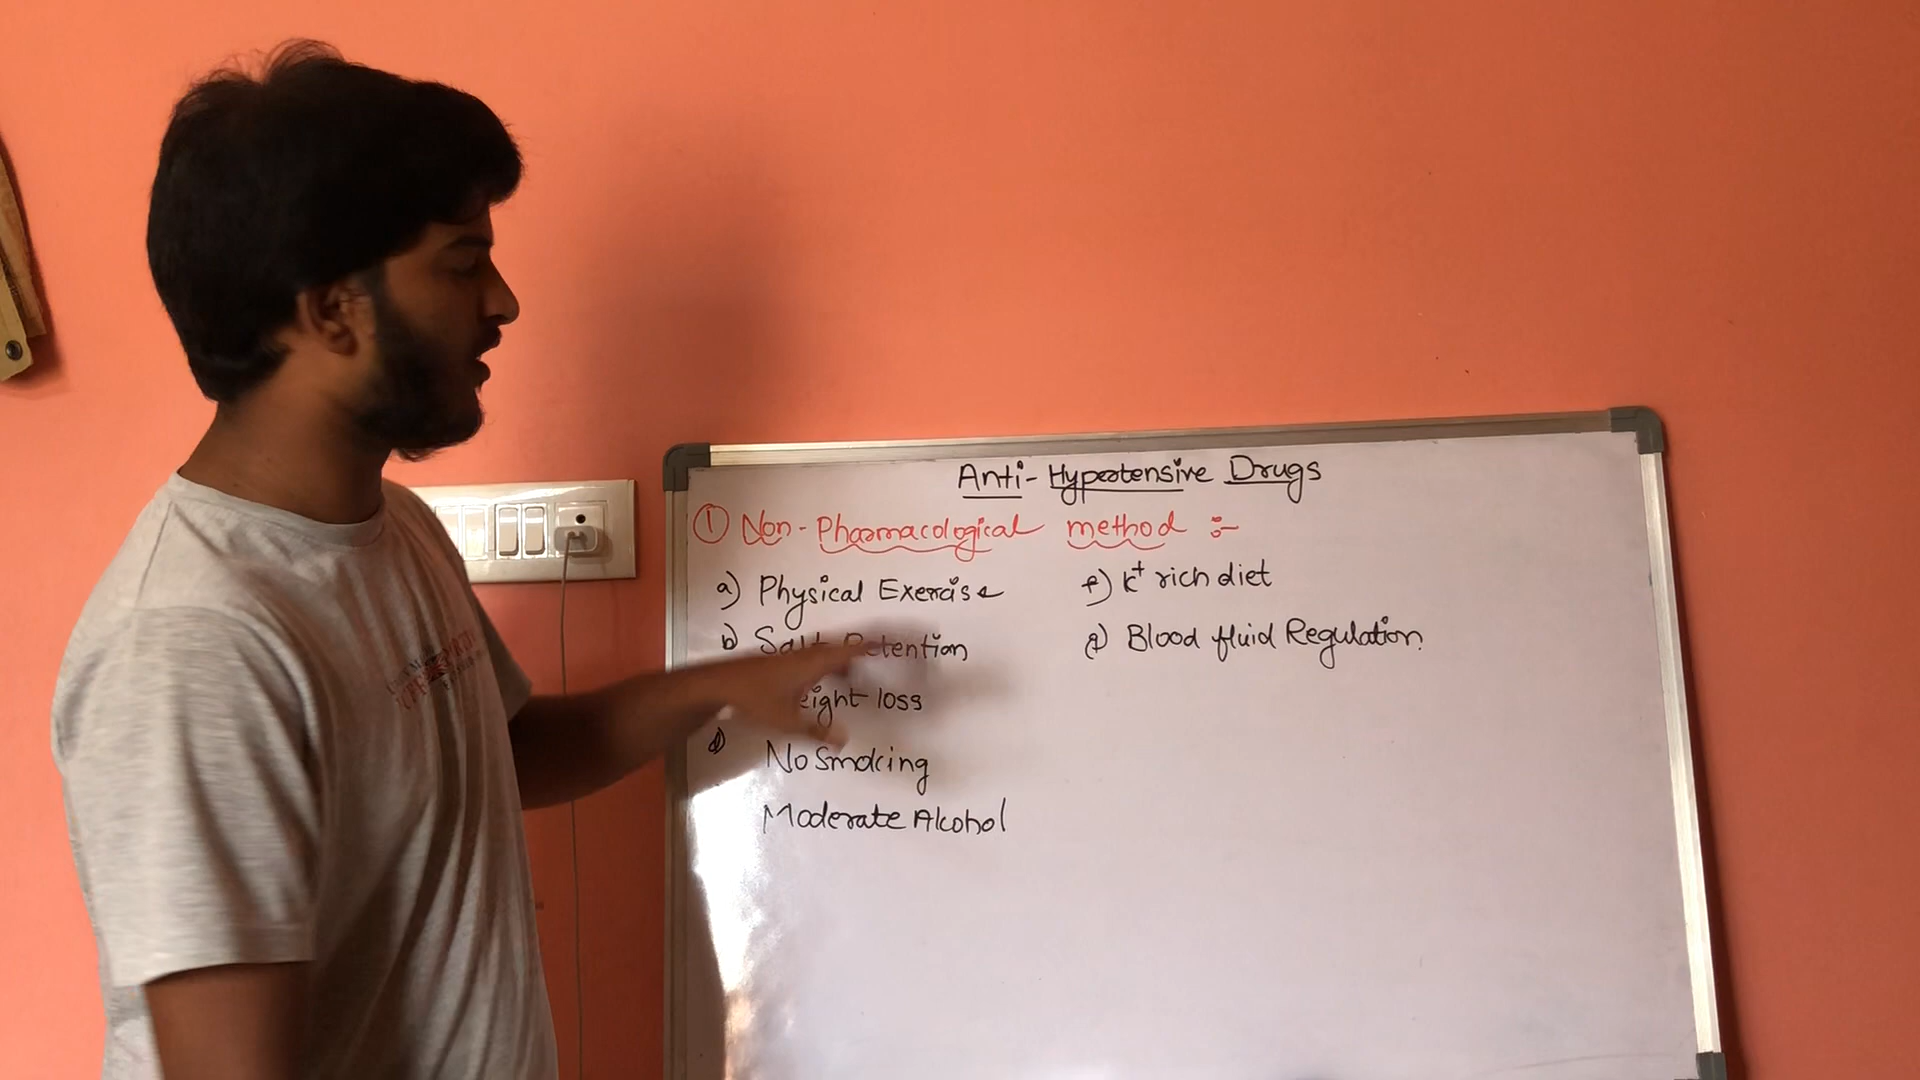 Anti-Hypertensive Drugs
① Non-Pharmacological method :-
a) Physical Exercise
b) Salt Retention
eight loss
d)
No Smoking
Moderate Alcohol
f) K+ rich diet
g) Blood fluid Regulation.